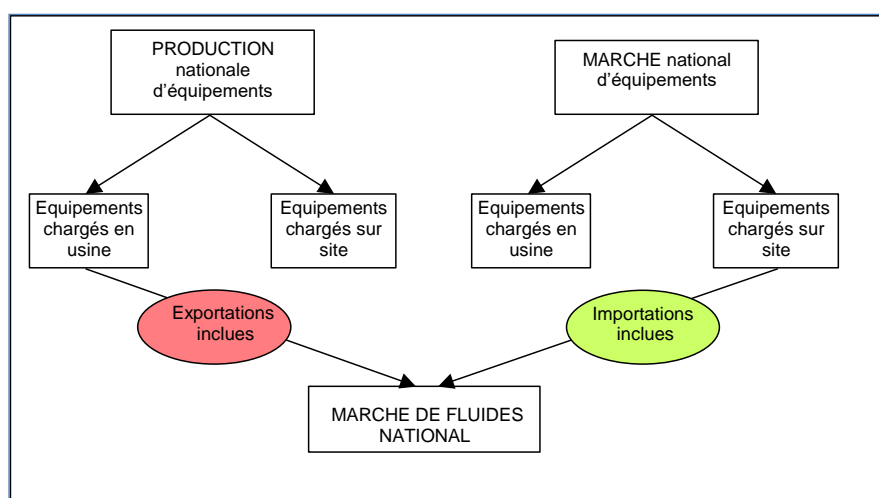 PRODUCTION
nationale
d'équipements
MARCHE national
d'équipements
Equipements
chargés en
usine
Equipements
chargés sur
site
Equipements
chargés en
usine
Equipements
chargés sur
site
Exportations
inclues
Importations
inclues
MARCHE DE FLUIDES
NATIONAL